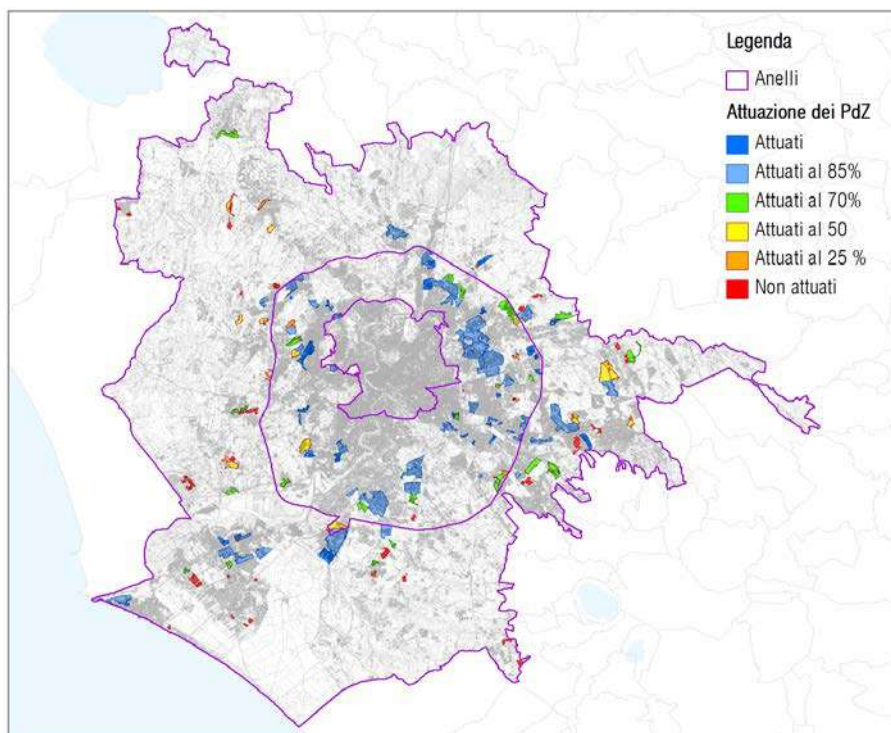 Legenda
Anelli
Attuazione dei PdZ
Attuati
Attuati al 85%
Attuati al 70%
Attuati al 50
Attuati al 25 %
Non attuati